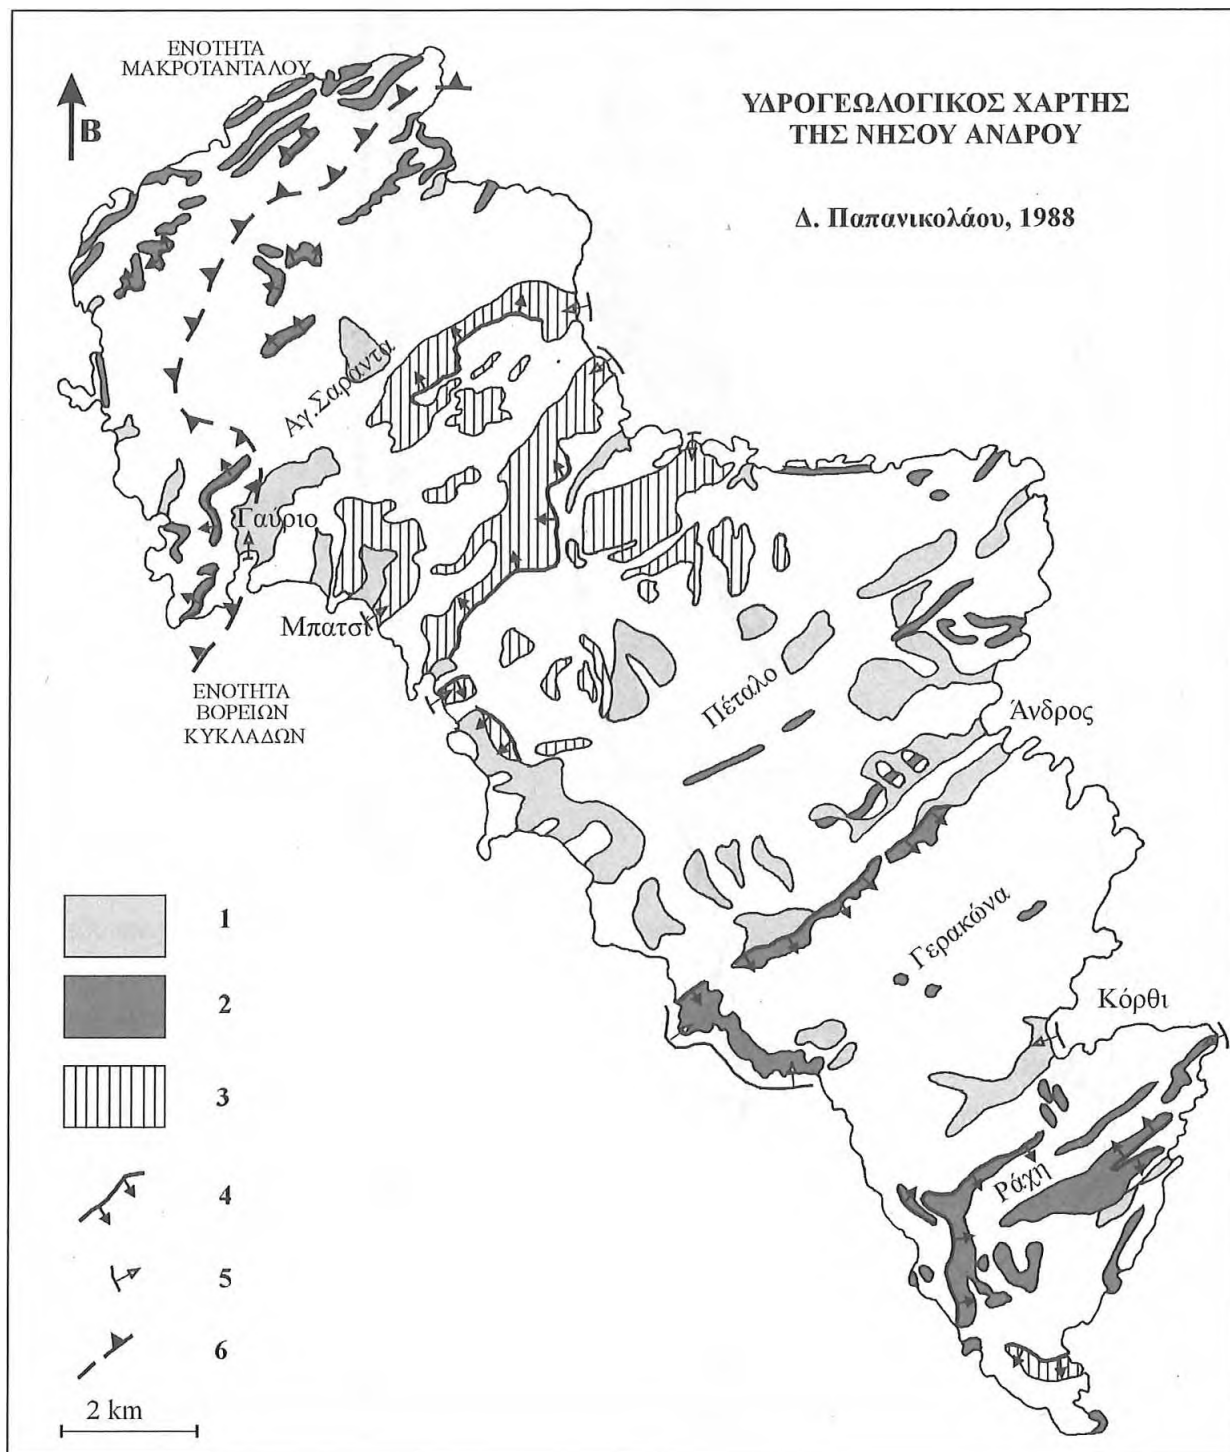 ΕΝΟΤΗΤΑ
ΜΑΚΡΟΤΑΝΤΑΛΟΥ
Β
ΥΔΡΟΓΕΩΛΟΓΙΚΟΣ ΧΑΡΤΗΣ
ΤΗΣ ΝΗΣΟΥ ΑΝΔΡΟΥ
Δ. Παπανικολάου, 1988
Αγ.Σαραντα
Γαύριο
Μπατσί
ΕΝΟΤΗΤΑ
ΒΟΡΕΙΩΝ
ΚΥΚΛΑΔΩΝ
Πέταλο
Άνδρος
Γερακώνα
Κόρθι
Ράχη
1
2
3
4
5
6
2 km